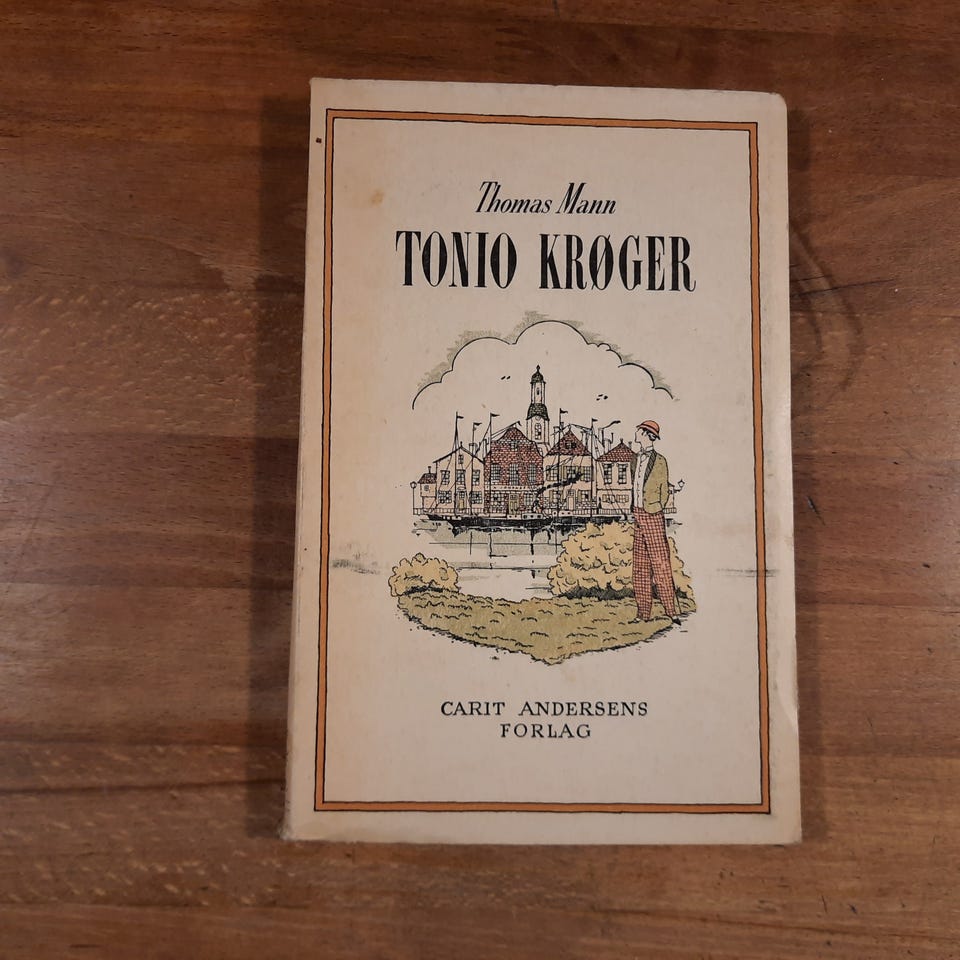 Thomas Mann
TONIO KRØGER
CARIT ANDERSENS
FORLAG